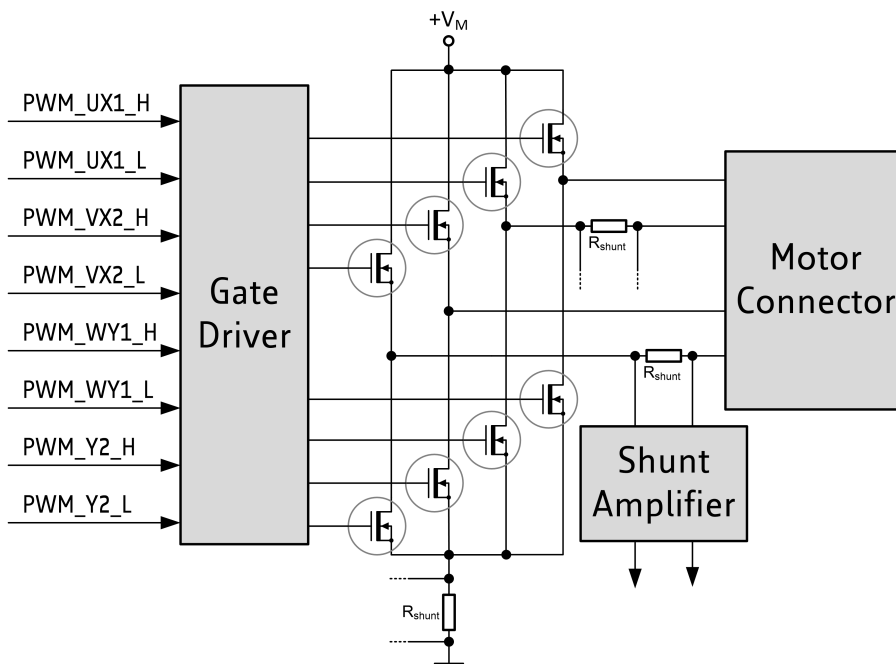 +VM
PWM_UX1_H
PWM_UX1_L
PWM_VX2_H
PWM_VX2_L
PWM_WY1_H
PWM_WY1_L
PWM_Y2_H
PWM_Y2_L
Gate
Driver
Rshunt
Motor
Connector
Rshunt
Shunt
Amplifier
Rshunt